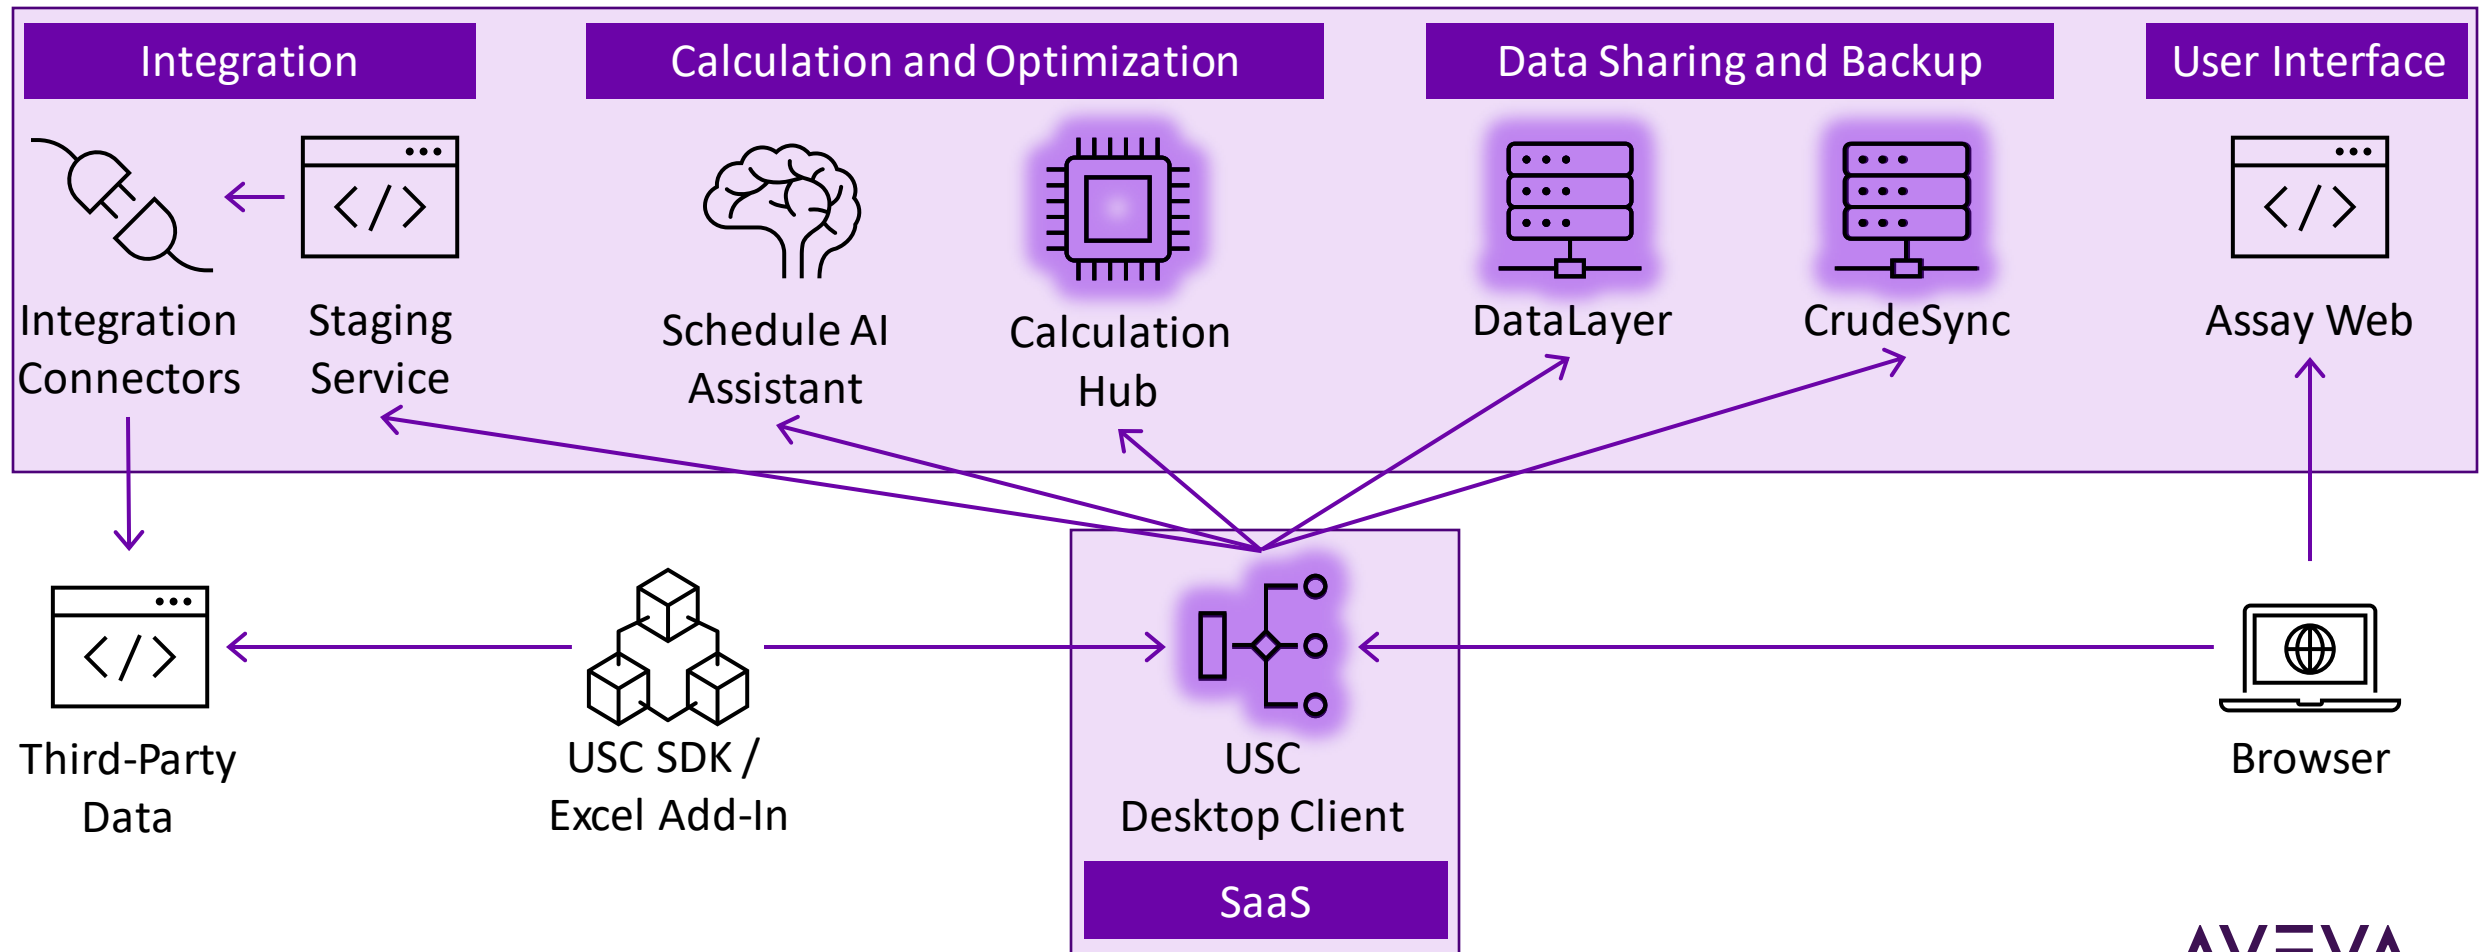 Integration
Calculation and Optimization
Data Sharing and Backup
User Interface
Integration
Connectors
Staging
Service
Schedule AI
Assistant
Calculation
Hub
DataLayer
CrudeSync
Assay Web
Third-Party
Data
USC SDK /
Excel Add-In
USC
Desktop Client
Browser
SaaS
AVEVA